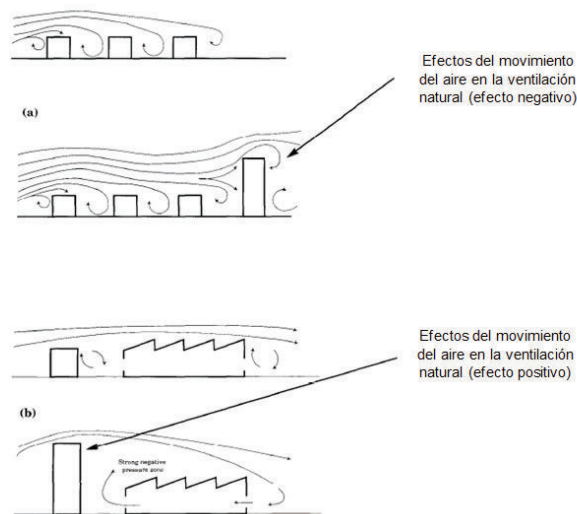 Efectos del movimiento
del aire en la ventilación
natural (efecto negativo)
(a)
Efectos del movimiento
del aire en la ventilación
natural (efecto positivo)
(b)
Strong negative
pressure zone